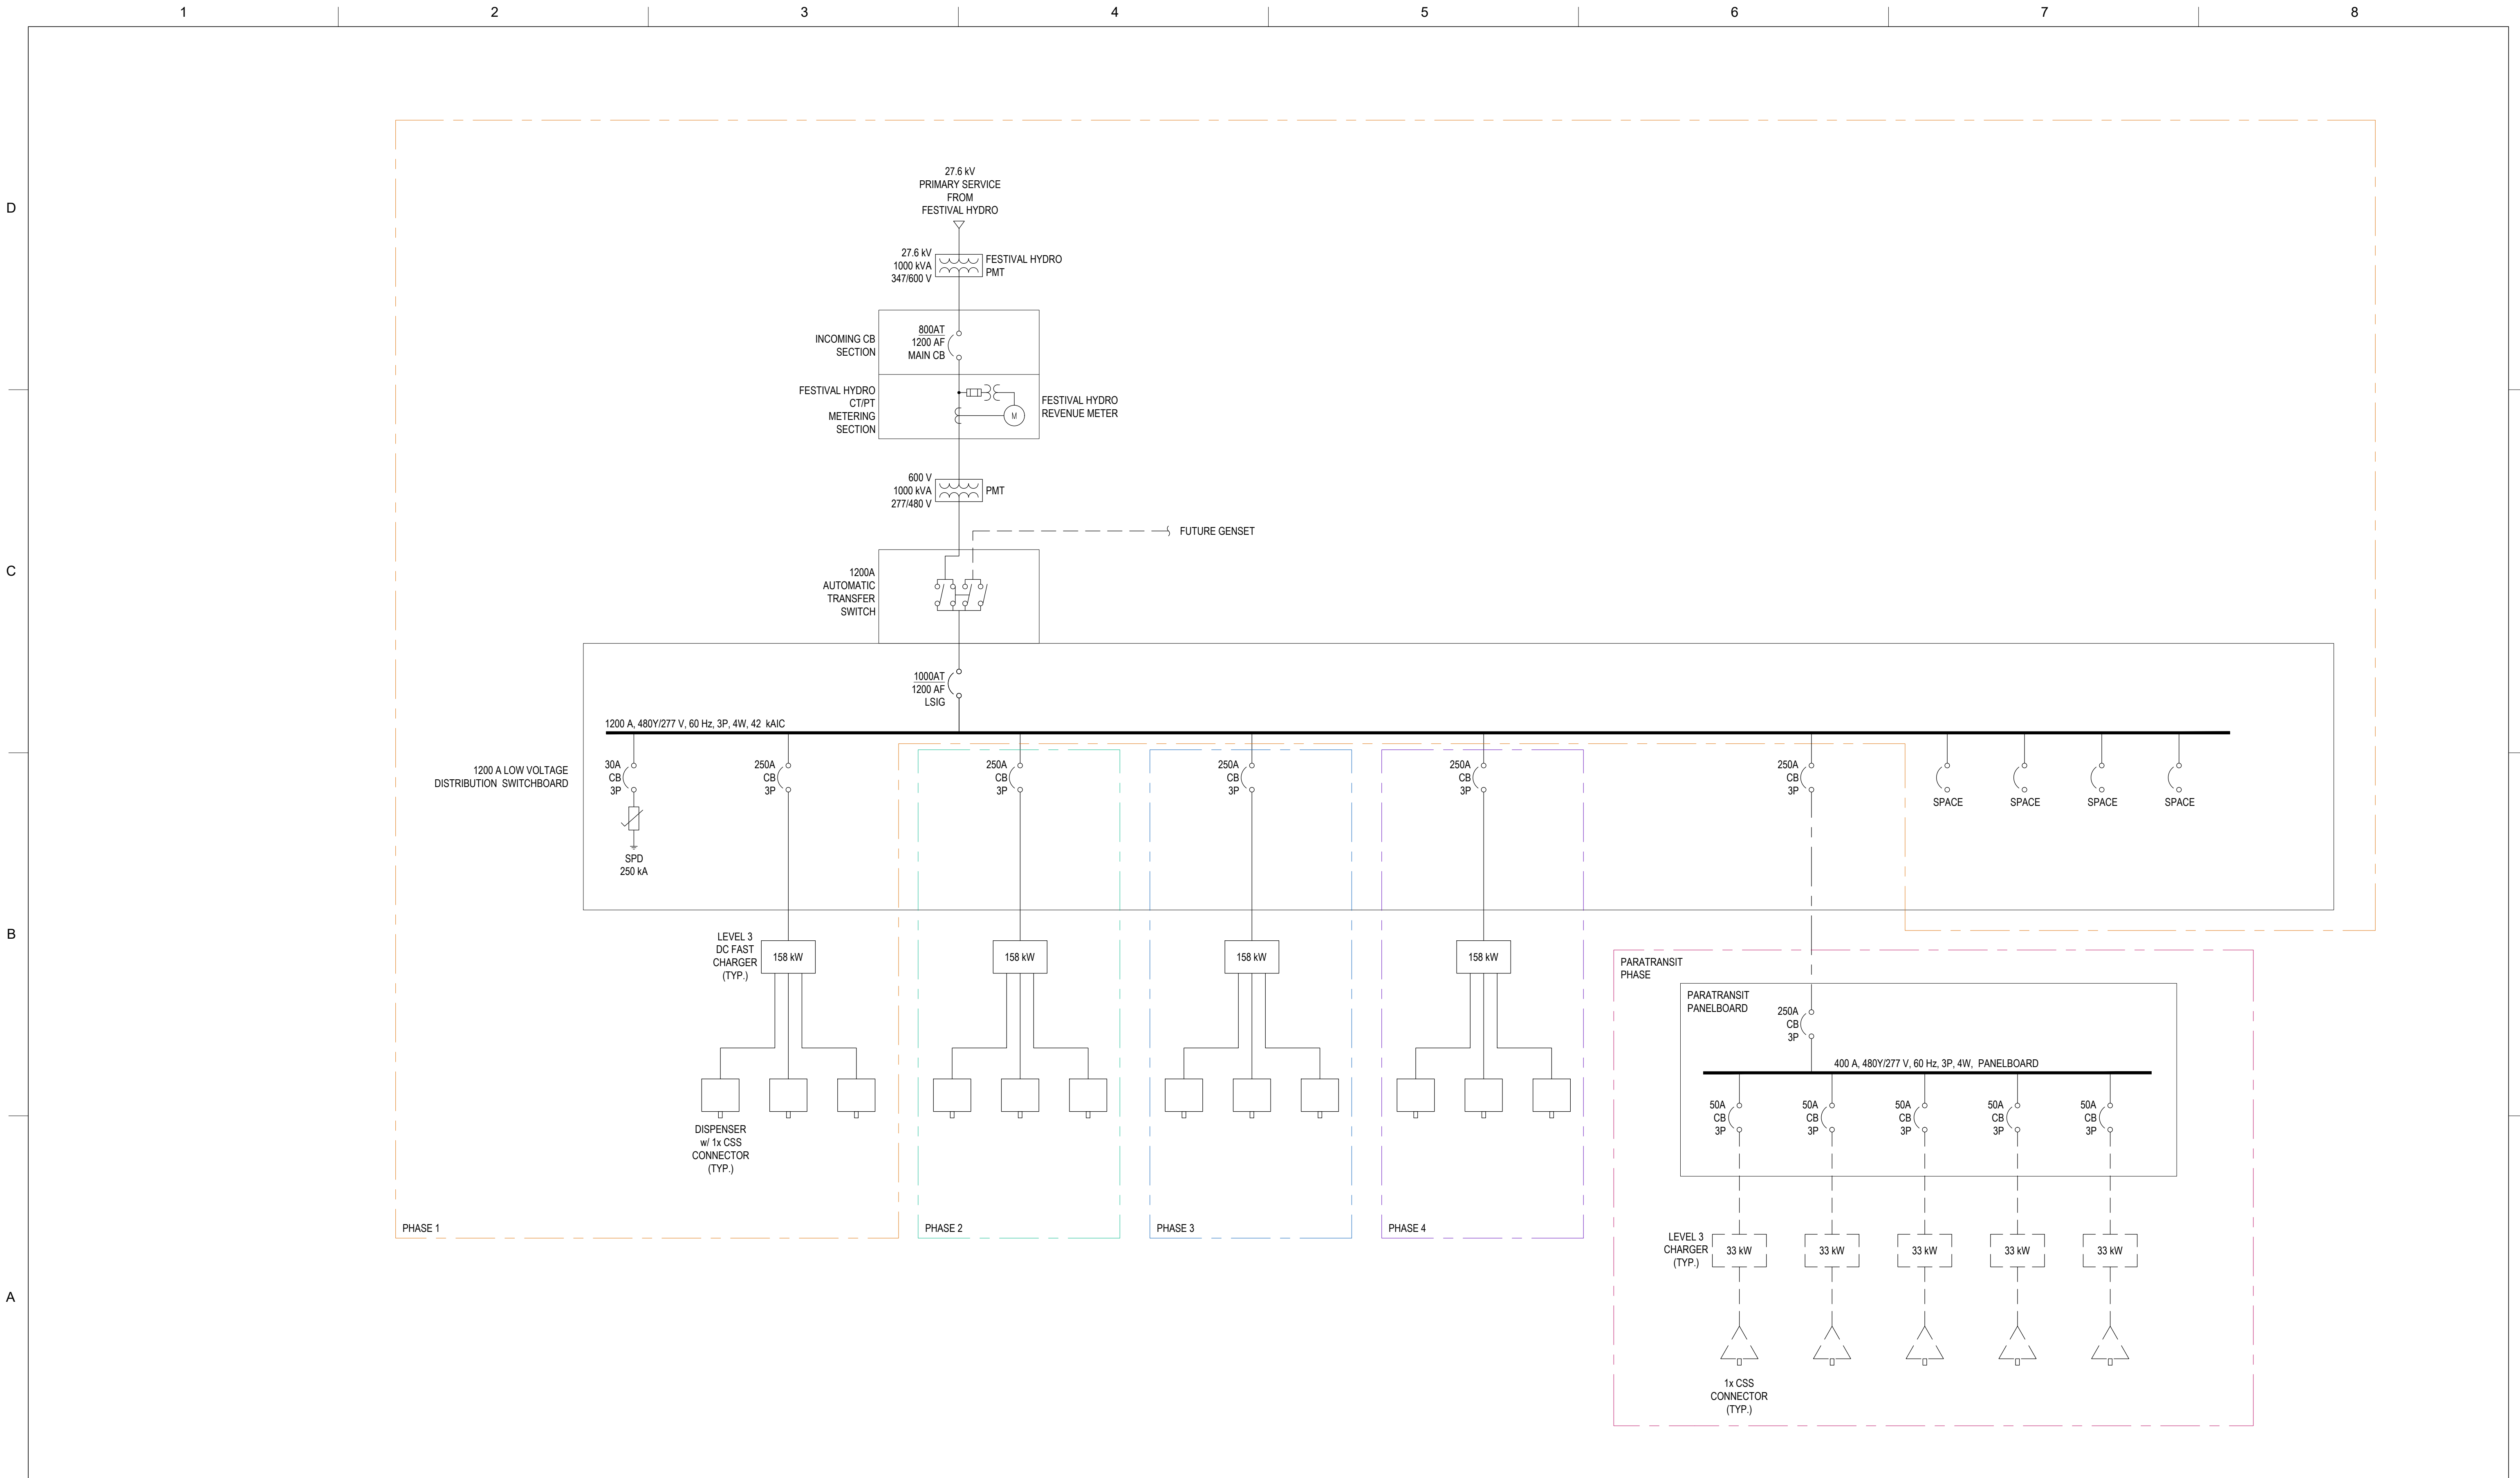 1 2 3 4 5 6 7 8
D
C
B
A
27.6 kV
PRIMARY SERVICE
FROM
FESTIVAL HYDRO
27.6 kV
1000 kVA
347/600 V
FESTIVAL HYDRO
PMT
INCOMING CB
SECTION
800AT
1200 AF
MAIN CB
FESTIVAL HYDRO
CT/PT
METERING
SECTION
M
FESTIVAL HYDRO
REVENUE METER
600 V
1000 kVA
277/480 V
PMT
FUTURE GENSET
1200A
AUTOMATIC
TRANSFER
SWITCH
1000AT
1200 AF
LSIG
1200 A, 480Y/277 V, 60 Hz, 3P, 4W, 42 kAIC
1200 A LOW VOLTAGE
DISTRIBUTION SWITCHBOARD
30A
CB
3P
SPD
250 kA
250A
CB
3P
250A
CB
3P
250A
CB
3P
250A
CB
3P
250A
CB
3P
SPACE
SPACE
SPACE
SPACE
LEVEL 3
DC FAST
CHARGER
(TYP.)
158 kW
158 kW
158 kW
158 kW
DISPENSER
w/ 1x CSS
CONNECTOR
(TYP.)
PHASE 1
PHASE 2
PHASE 3
PHASE 4
PARATRANSIT
PHASE
PARATRANSIT
PANELBOARD
250A
CB
3P
400 A, 480Y/277 V, 60 Hz, 3P, 4W, PANELBOARD
50A
CB
3P
50A
CB
3P
50A
CB
3P
50A
CB
3P
50A
CB
3P
LEVEL 3
CHARGER
(TYP.)
33 kW
33 kW
33 kW
33 kW
33 kW
1x CSS
CONNECTOR
(TYP.)